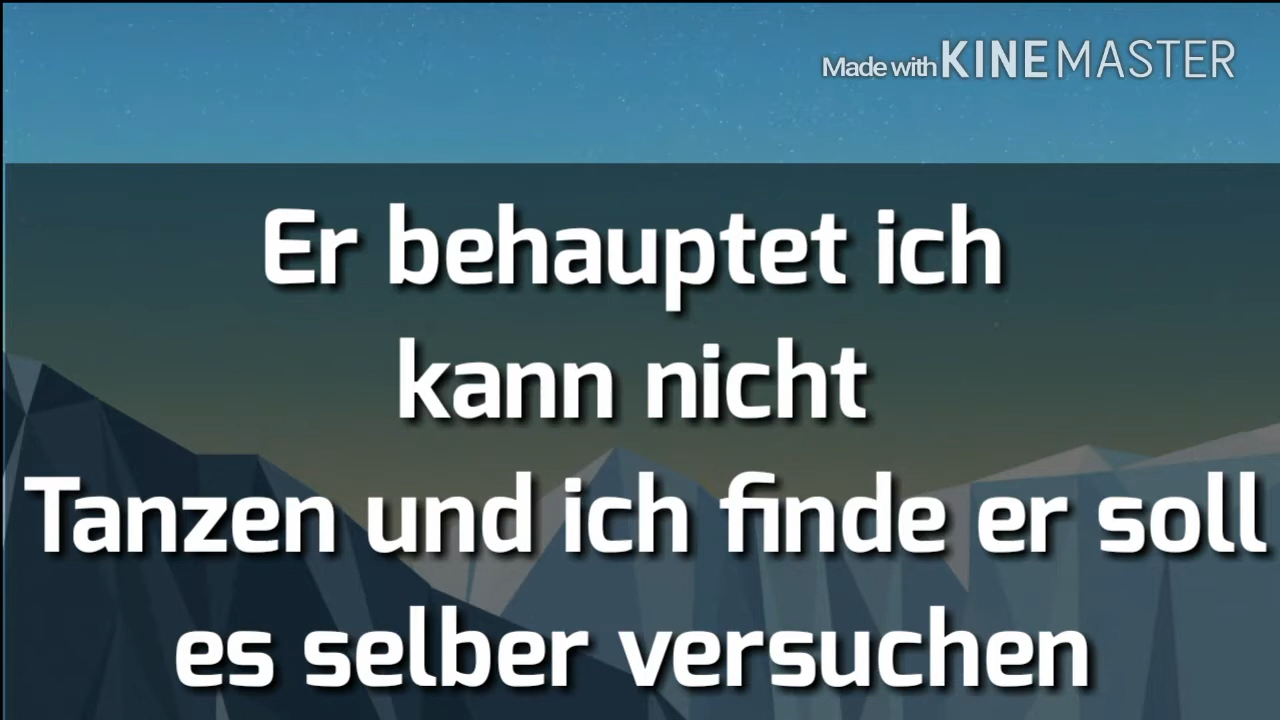 Made with KINEMASTER
Er behauptet ich
kann nicht
Tanzen und ich finde er soll
es selber versuchen